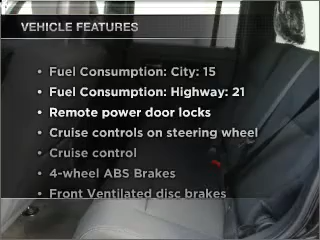 VEHICLE FEATURES
• Fuel Consumption: City: 15
• Fuel Consumption: Highway: 21
• Remote power door locks
• Cruise controls on steering wheel
• Cruise control
• 4-wheel ABS Brakes
• Front Ventilated disc brakes